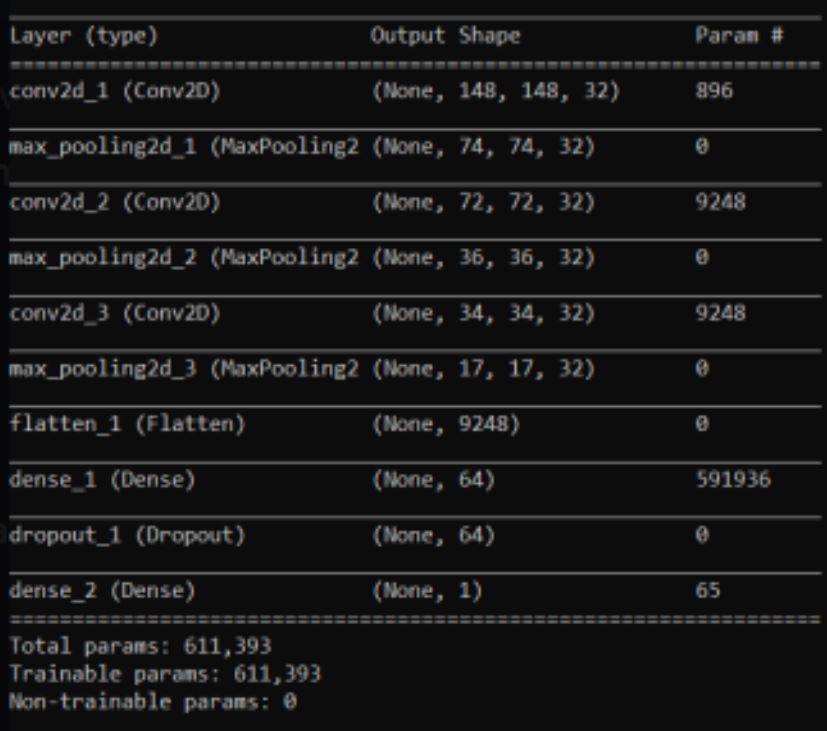 Layer (type) Output Shape Param #
conv2d_1 (Conv2D) (None, 148, 148, 32) 896
max_pooling2d_1 (MaxPooling2 (None, 74, 74, 32) 0
conv2d_2 (Conv2D) (None, 72, 72, 32) 9248
max_pooling2d_2 (MaxPooling2 (None, 36, 36, 32) 0
conv2d_3 (Conv2D) (None, 34, 34, 32) 9248
max_pooling2d_3 (MaxPooling2 (None, 17, 17, 32) 0
flatten_1 (Flatten) (None, 9248) 0
dense_1 (Dense) (None, 64) 591936
dropout_1 (Dropout) (None, 64) 0
dense_2 (Dense) (None, 1) 65
Total params: 611,393
Trainable params: 611,393
Non-trainable params: 0